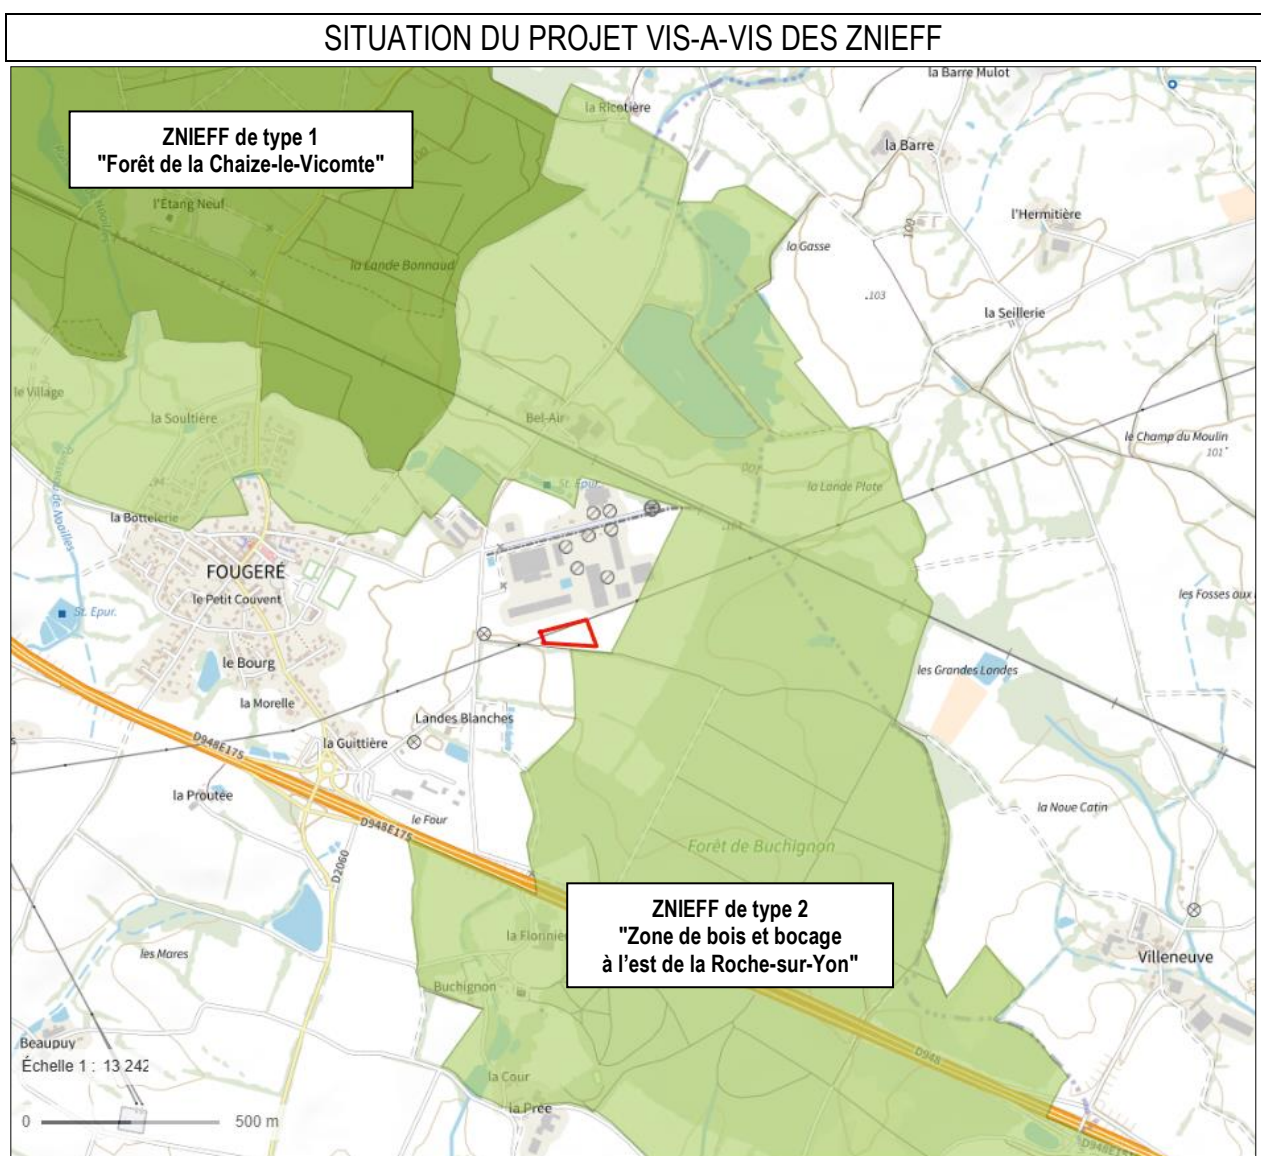 SITUATION DU PROJET VIS-A-VIS DES ZNIEFF
la Barre Mulot
la Ricotière
ZNIEFF de type 1
"Forêt de la Chaize-le-Vicomte"
la Barre
l'Étang Neuf
l'Hermitière
100
la Gasse
la Lande Bonnaud
.103
la Seillerie
le Village
la Soultière
Bel-Air
le Champ du Moulin
101
la Lande Plate
St. Epur.
la Bottelerie
FOUGERÉ
le Petit Couvent
St. Epur.
les Fosses aux
le Bourg
les Grandes Landes
la Morelle
Landes Blanches
la Guittière
D948E175
la Proutée
le Four
D948E175
la Noue Catin
D2060
Forêt de Buchignon
ZNIEFF de type 2
"Zone de bois et bocage
à l'est de la Roche-sur-Yon"
la Florinière
les Mares
Villeneuve
Buchignon
Beaupuy
Échelle 1 : 13 242
D948
la Cour
la Prée
0
500 m